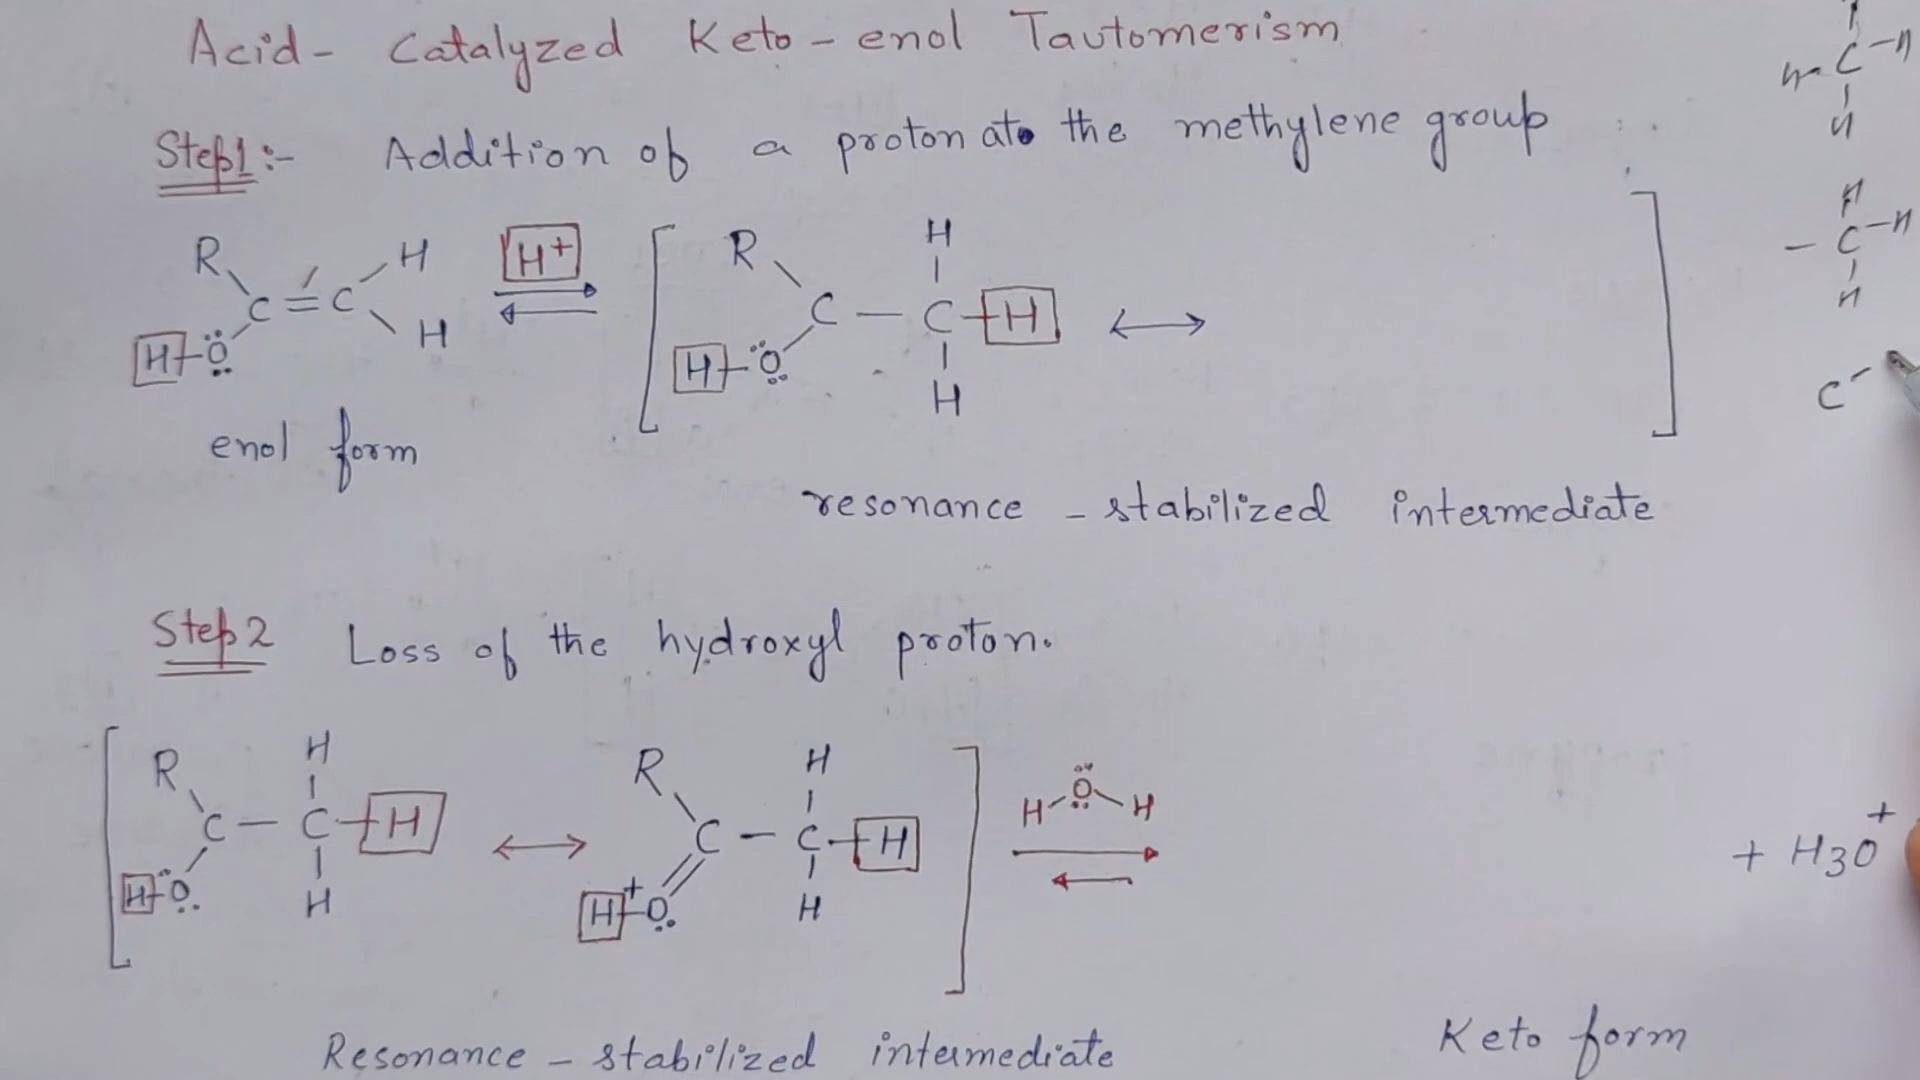 Acid- Catalyzed Keto-enol Tautomerism
Step1:- Addition of a proton ato the methylene group
R H H+ R H
C=C C-C-H
H-O H H-O H
enol form
resonance-stabilized intermediate
Step2 Loss of the hydroxyl proton.
R H R H H-O-H
C-C-H C-C-H + H3O+
H-O H H-O+ H
Resonance-stabilized intermediate Keto form
C-H
H
H
-C-H
H
C-